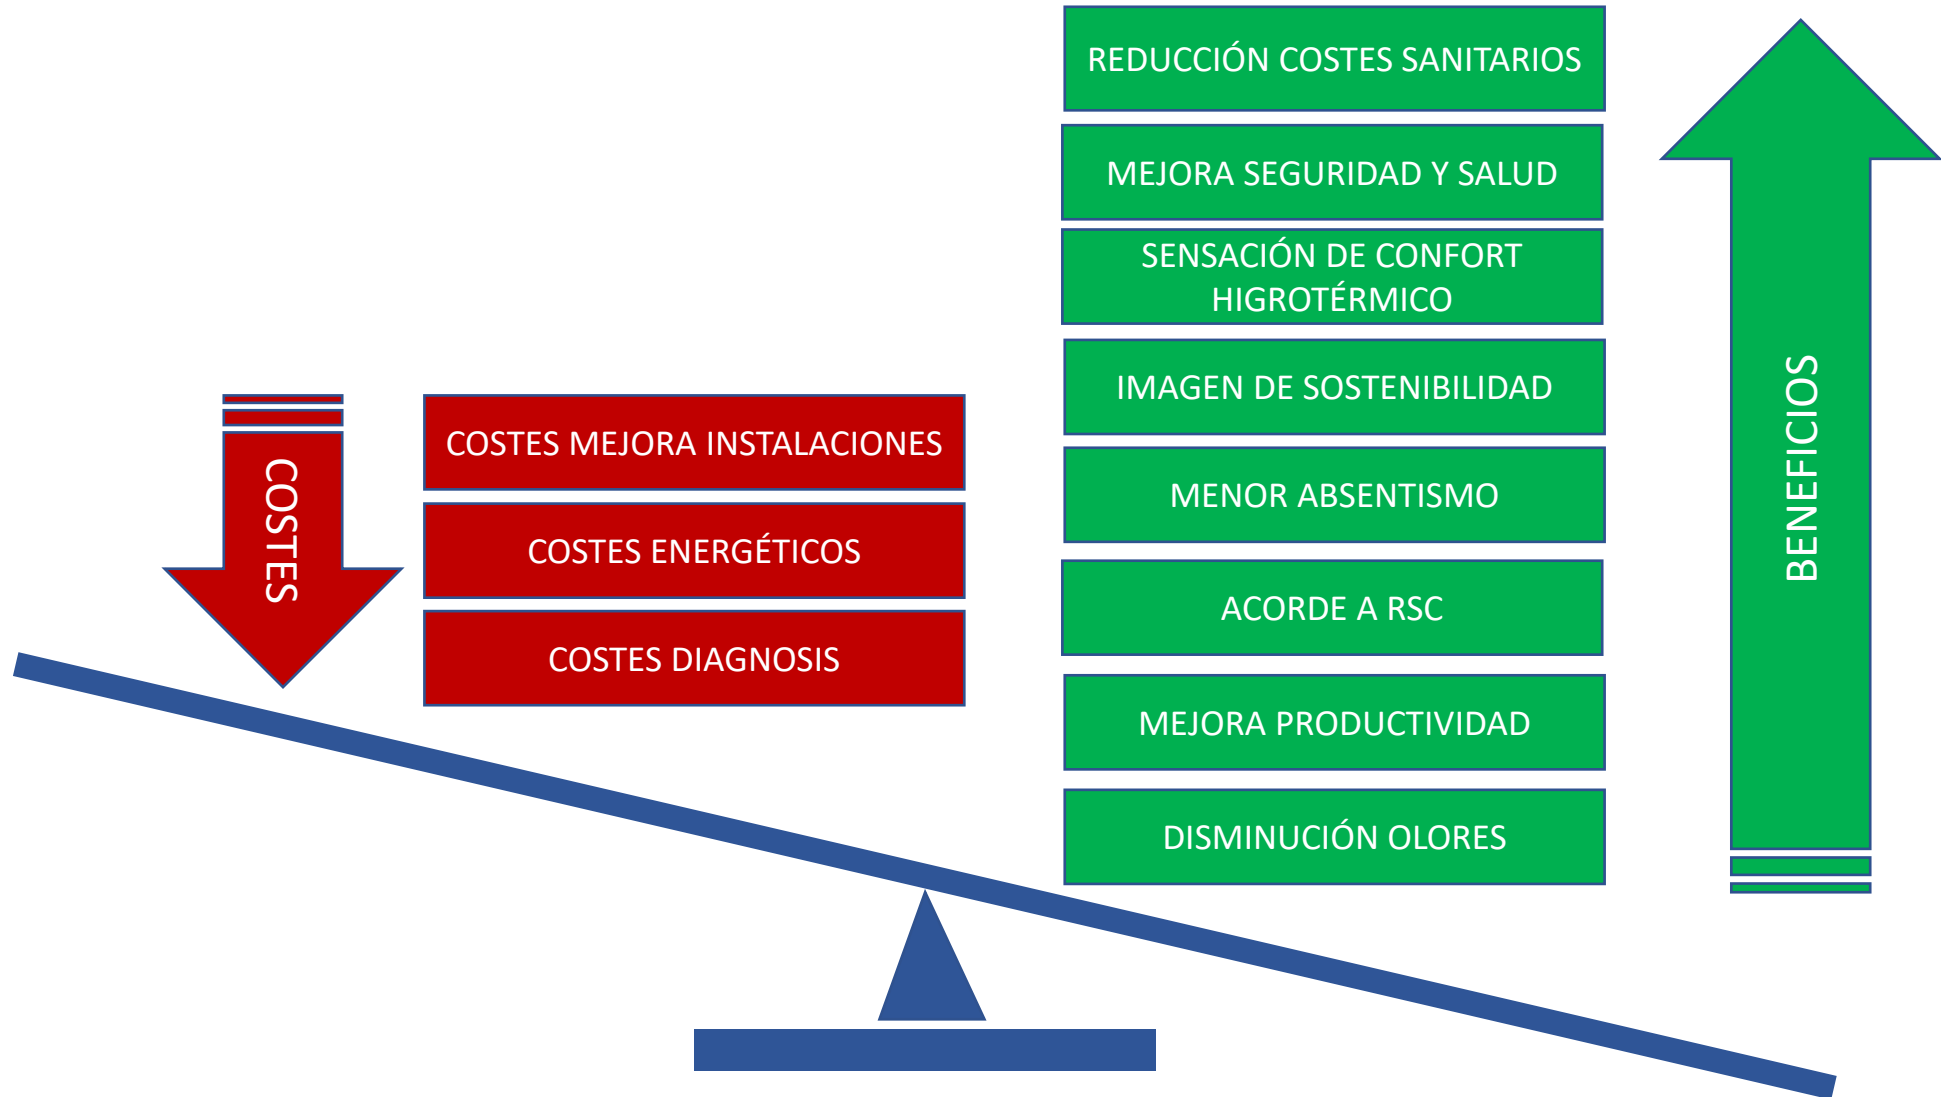 COSTES
COSTES MEJORA INSTALACIONES
COSTES ENERGÉTICOS
COSTES DIAGNOSIS
REDUCCIÓN COSTES SANITARIOS
MEJORA SEGURIDAD Y SALUD
SENSACIÓN DE CONFORT
HIGROTÉRMICO
IMAGEN DE SOSTENIBILIDAD
MENOR ABSENTISMO
ACORDE A RSC
MEJORA PRODUCTIVIDAD
DISMINUCIÓN OLORES
BENEFICIOS